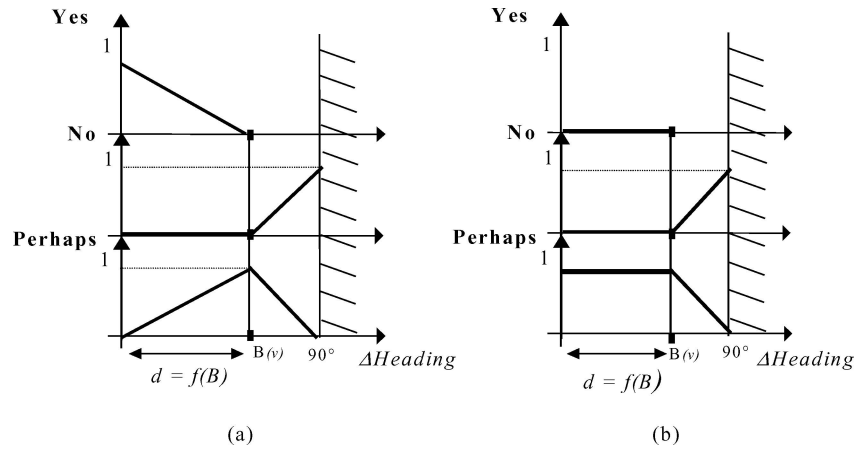 Yes
1
No
1
Perhaps
1
B(v) 90° ΔHeading
d = f(B)
(a)
Yes
1
No
1
Perhaps
1
B(v) 90° ΔHeading
d = f(B)
(b)